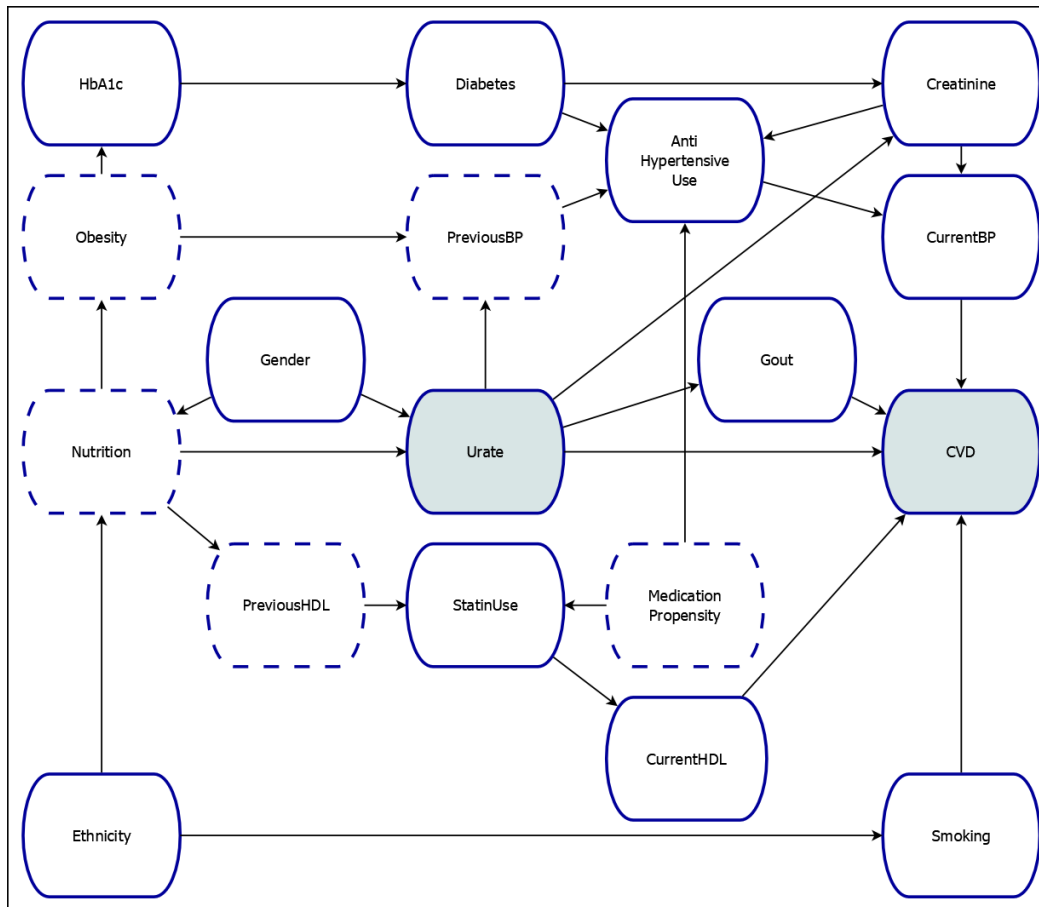 HbA1c
Diabetes
Creatinine
Anti
Hypertensive
Use
Obesity
PreviousBP
CurrentBP
Gender
Gout
Nutrition
Urate
CVD
PreviousHDL
StatinUse
Medication
Propensity
CurrentHDL
Ethnicity
Smoking